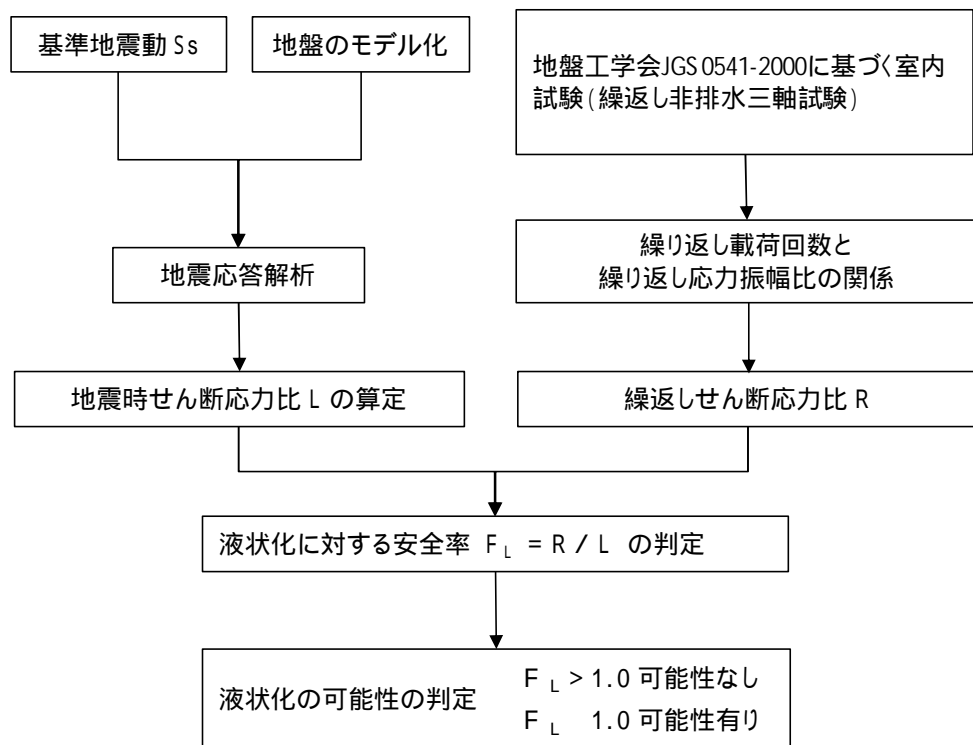 基準地震動 Ss
地盤のモデル化
地盤工学会JGS 0541-2000に基づく室内
試験(繰返し非排水三軸試験)
地震応答解析
繰り返し載荷回数と
繰り返し応力振幅比の関係
地震時せん断応力比 L の算定
繰返しせん断応力比 R
液状化に対する安全率 FL = R / L の判定
液状化の可能性の判定
FL > 1.0 可能性なし
FL 1.0 可能性有り